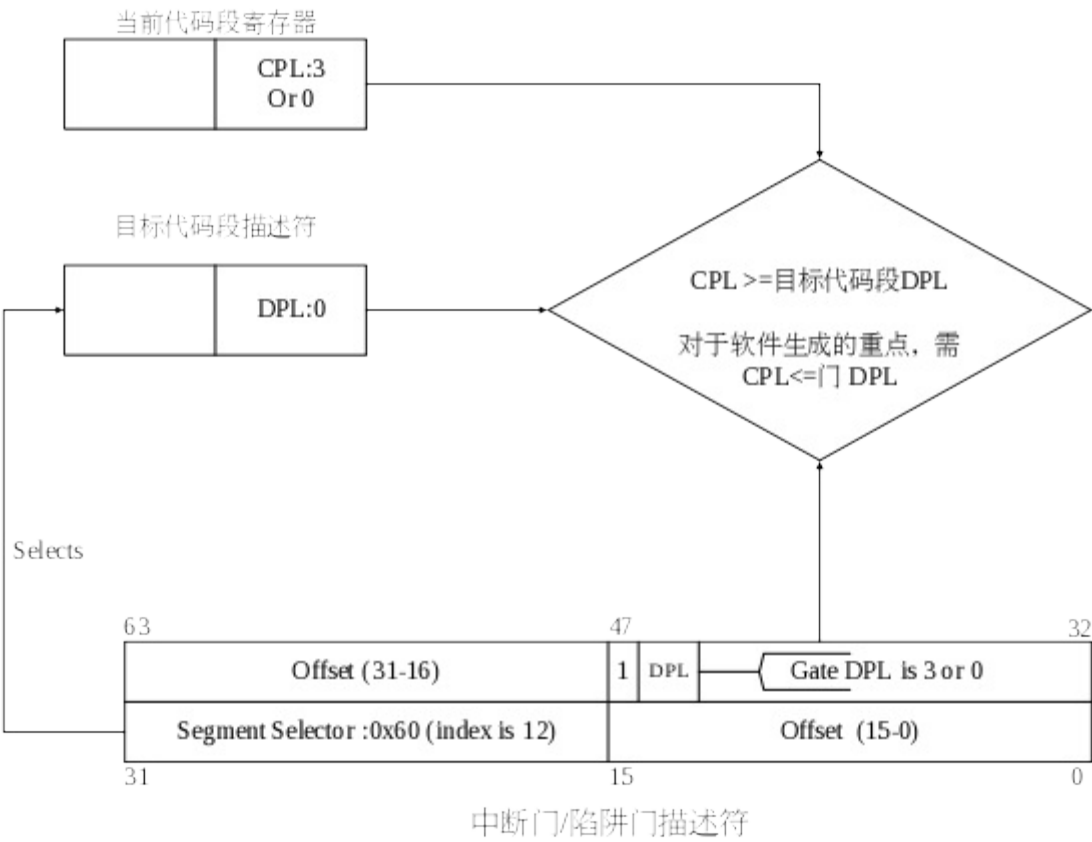 当前代码段寄存器
CPL:3
Or 0
目标代码段描述符
DPL:0
CPL >=目标代码段DPL
对于软件生成的重点，需
CPL<=门 DPL
Selects
63
47
32
Offset (31-16)
1
DPL
Gate DPL is 3 or 0
Segment Selector :0x60 (index is 12)
Offset (15-0)
31
15
0
中断门/陷阱门描述符